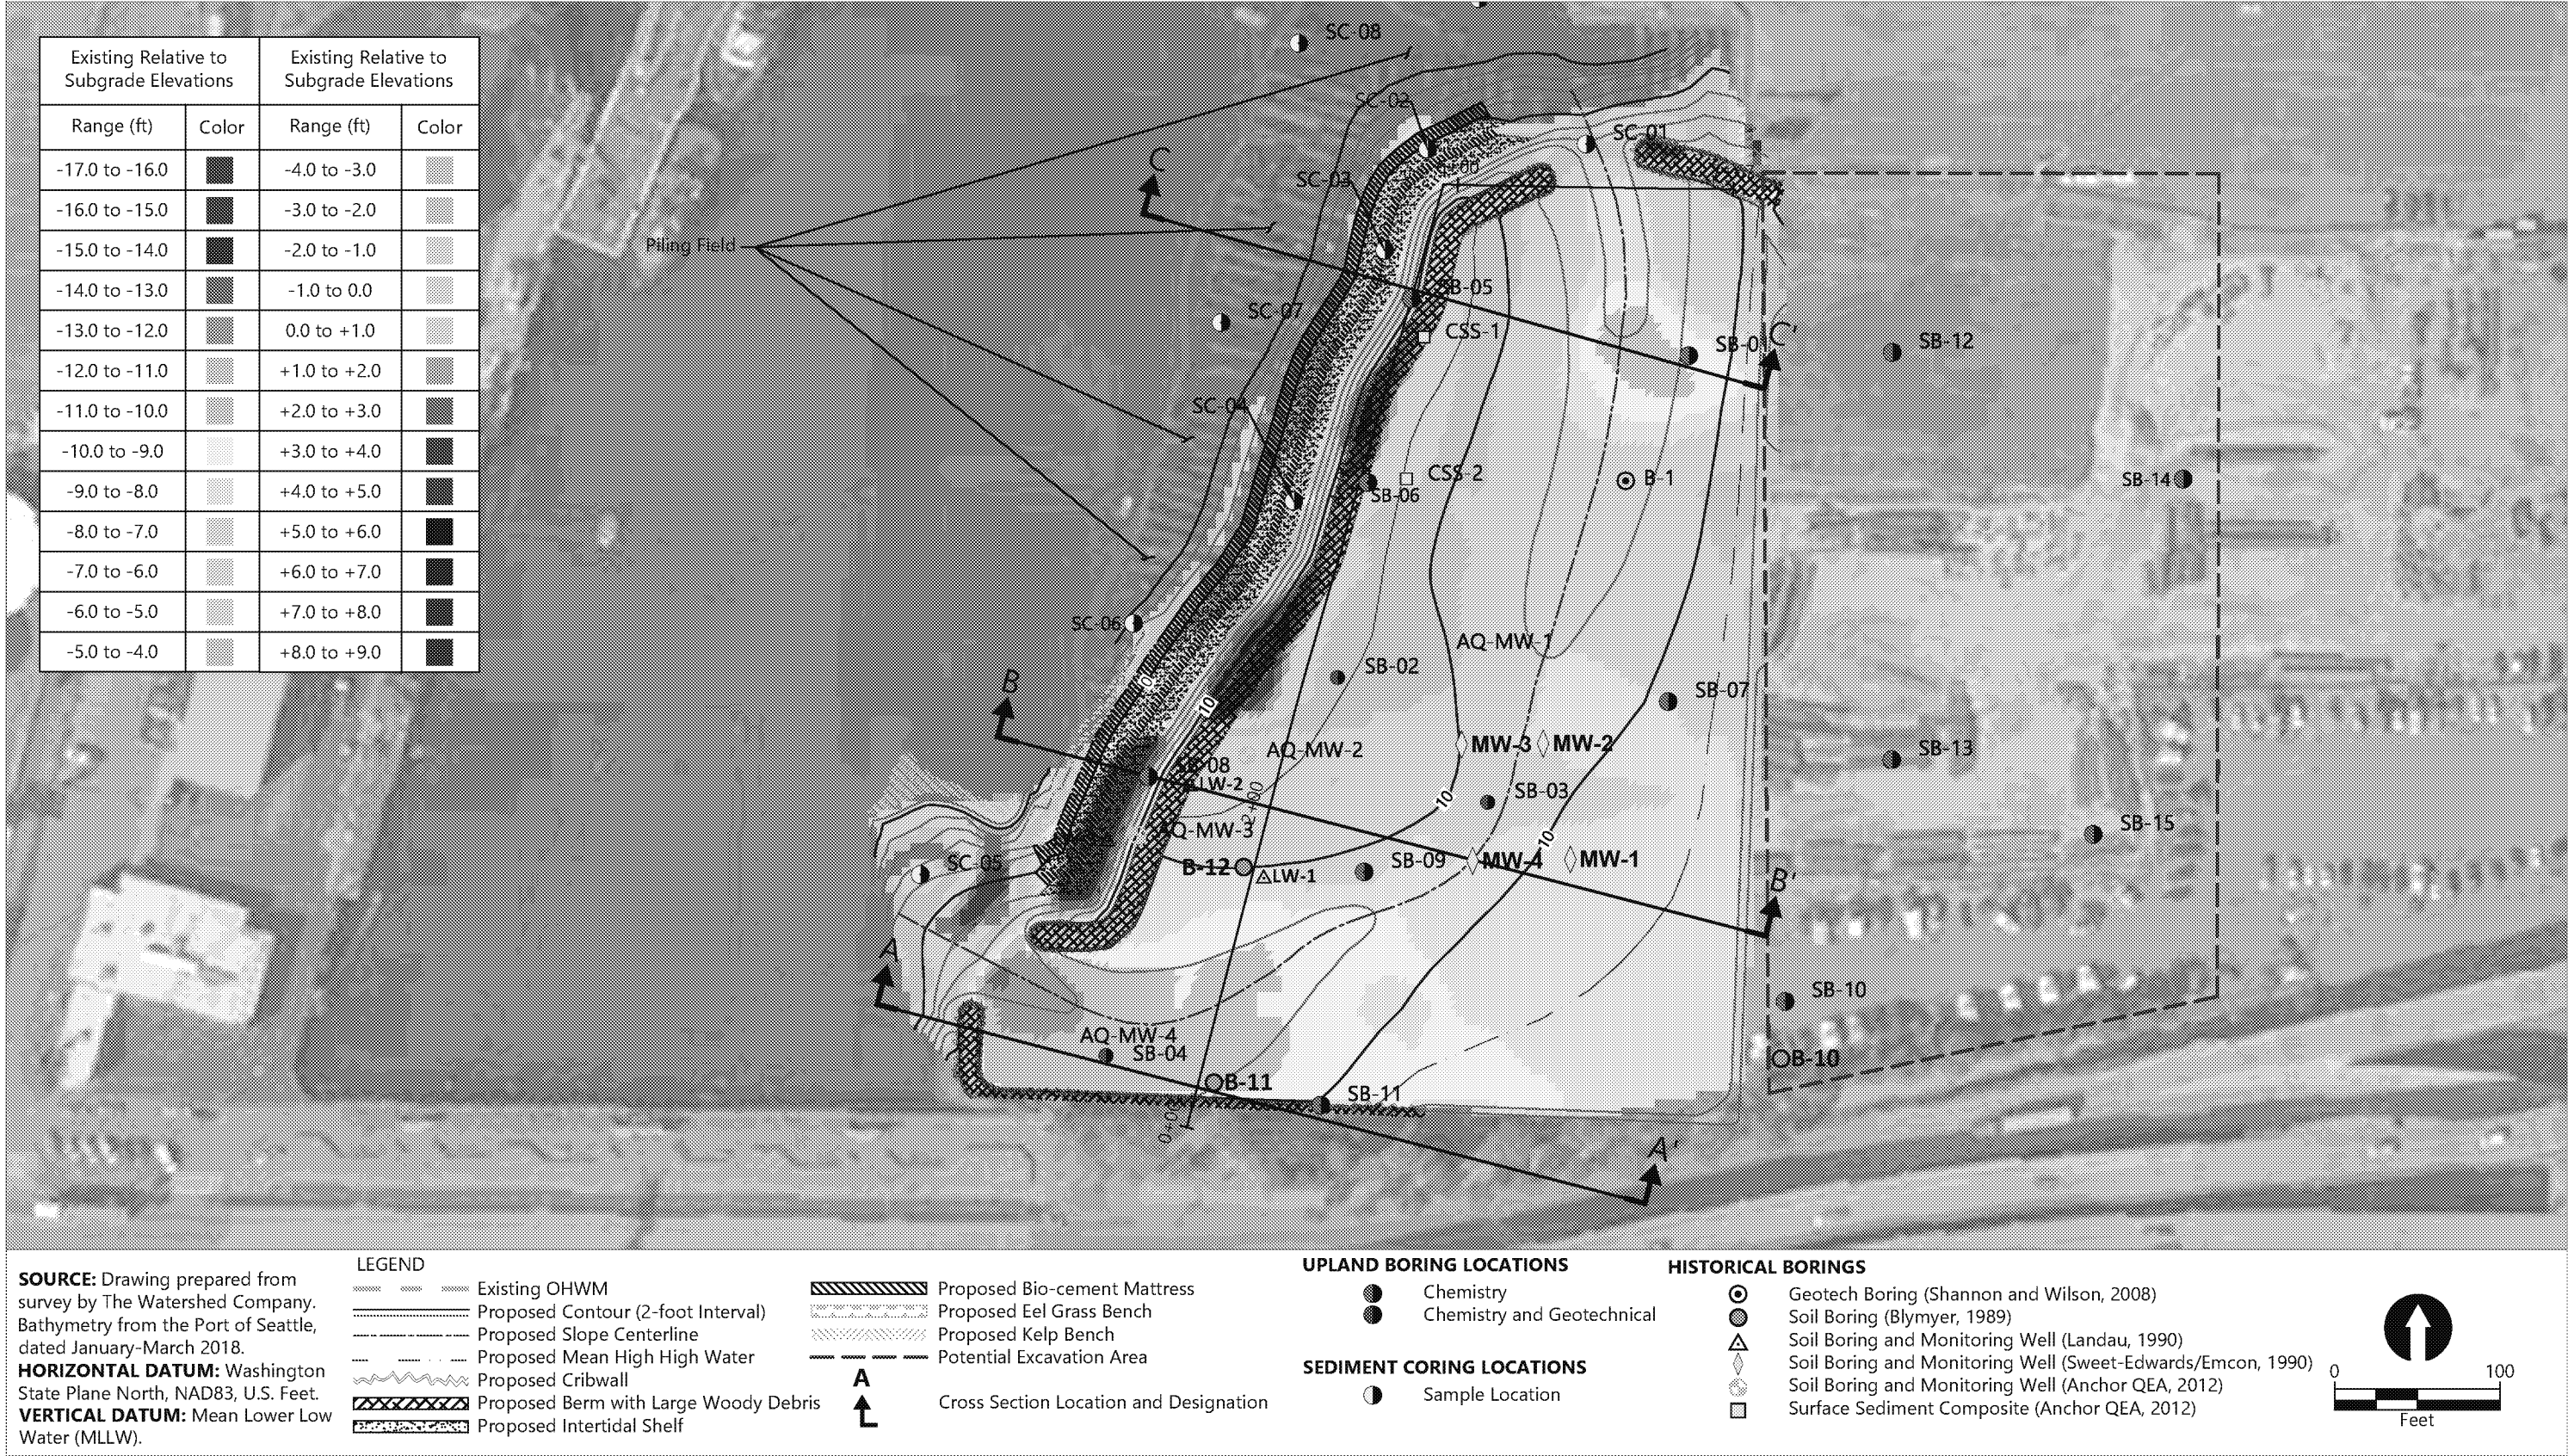 Existing Relative to Subgrade Elevations
Existing Relative to Subgrade Elevations
Range (ft) Color Range (ft) Color
-17.0 to -16.0 -4.0 to -3.0
-16.0 to -15.0 -3.0 to -2.0
-15.0 to -14.0 -2.0 to -1.0
-14.0 to -13.0 -1.0 to 0.0
-13.0 to -12.0 0.0 to +1.0
-12.0 to -11.0 +1.0 to +2.0
-11.0 to -10.0 +2.0 to +3.0
-10.0 to -9.0 +3.0 to +4.0
-9.0 to -8.0 +4.0 to +5.0
-8.0 to -7.0 +5.0 to +6.0
-7.0 to -6.0 +6.0 to +7.0
-6.0 to -5.0 +7.0 to +8.0
-5.0 to -4.0 +8.0 to +9.0
SC-08
SC-02
SC-01
C
SC-03
Piling Field
SB-05
SC-07
CSS-1
SB-0
C'
SB-12
SC-04
CSS-2
SB-06
B-1
SB-14
SC-06
AQ-MW-1
SB-02
0
B
10
SB-07
MW-3
MW-2
AQ-MW-2
SB-13
SB-08
LW-2
2+00
10
SB-03
AQ-MW-3
10
SB-15
SC-05
B-12
LW-1
SB-09
MW-4
MW-1
B'
A
SB-10
AQ-MW-4
SB-04
B-10
B-11
SB-11
0+00
A'
SOURCE: Drawing prepared from
survey by The Watershed Company.
Bathymetry from the Port of Seattle,
dated January-March 2018.
HORIZONTAL DATUM: Washington
State Plane North, NAD83, U.S. Feet.
VERTICAL DATUM: Mean Lower Low
Water (MLLW).
LEGEND
Existing OHWM
Proposed Contour (2-foot Interval)
Proposed Slope Centerline
Proposed Mean High High Water
Proposed Cribwall
Proposed Berm with Large Woody Debris
Proposed Intertidal Shelf
Proposed Bio-cement Mattress
Proposed Eel Grass Bench
Proposed Kelp Bench
Potential Excavation Area
A
Cross Section Location and Designation
UPLAND BORING LOCATIONS
Chemistry
Chemistry and Geotechnical
SEDIMENT CORING LOCATIONS
Sample Location
HISTORICAL BORINGS
Geotech Boring (Shannon and Wilson, 2008)
Soil Boring (Blymyer, 1989)
Soil Boring and Monitoring Well (Landau, 1990)
Soil Boring and Monitoring Well (Sweet-Edwards/Emcon, 1990)
Soil Boring and Monitoring Well (Anchor QEA, 2012)
Surface Sediment Composite (Anchor QEA, 2012)
0 100
Feet